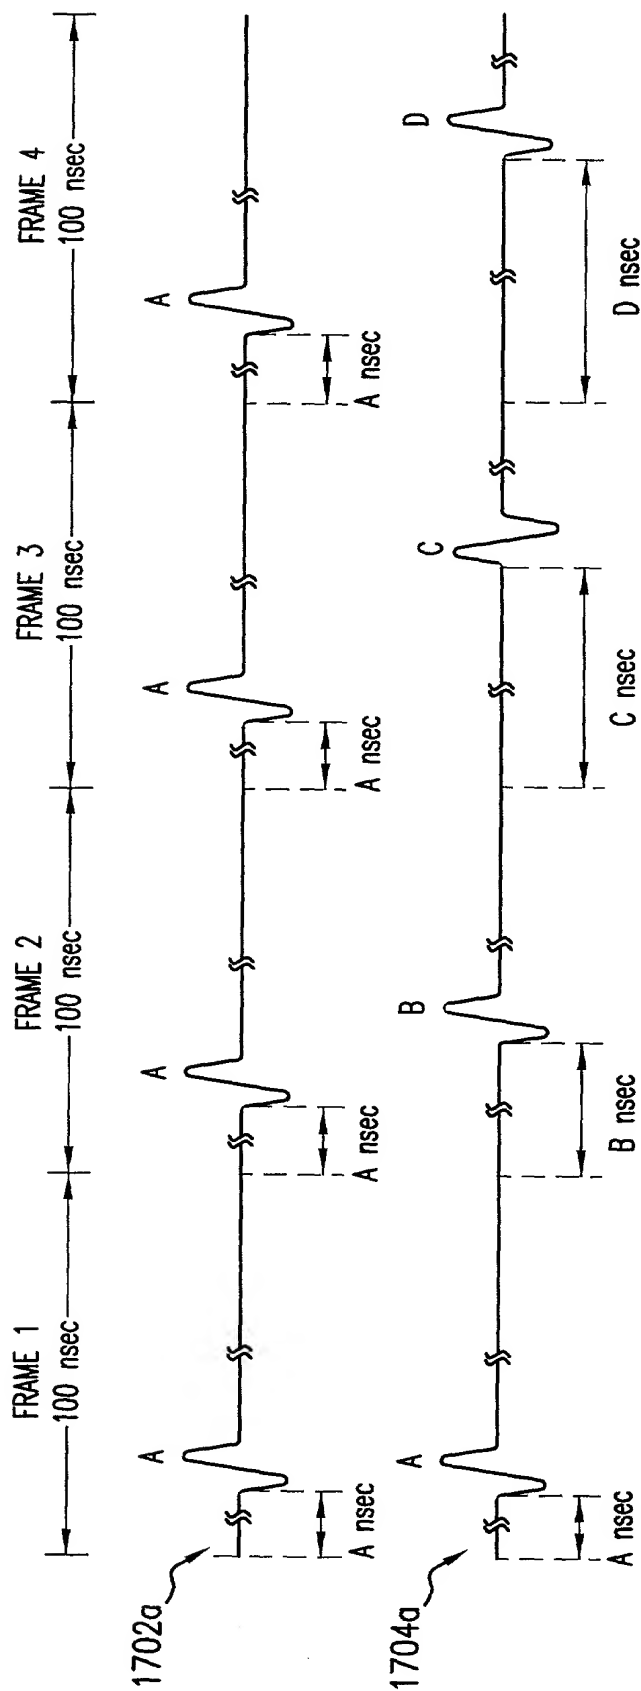 FRAME 1
100 nsec
FRAME 2
100 nsec
FRAME 3
100 nsec
FRAME 4
100 nsec
1702a
A
A nsec
A
A nsec
A
A nsec
A
A nsec
1704a
A
A nsec
B
B nsec
C
C nsec
D
D nsec